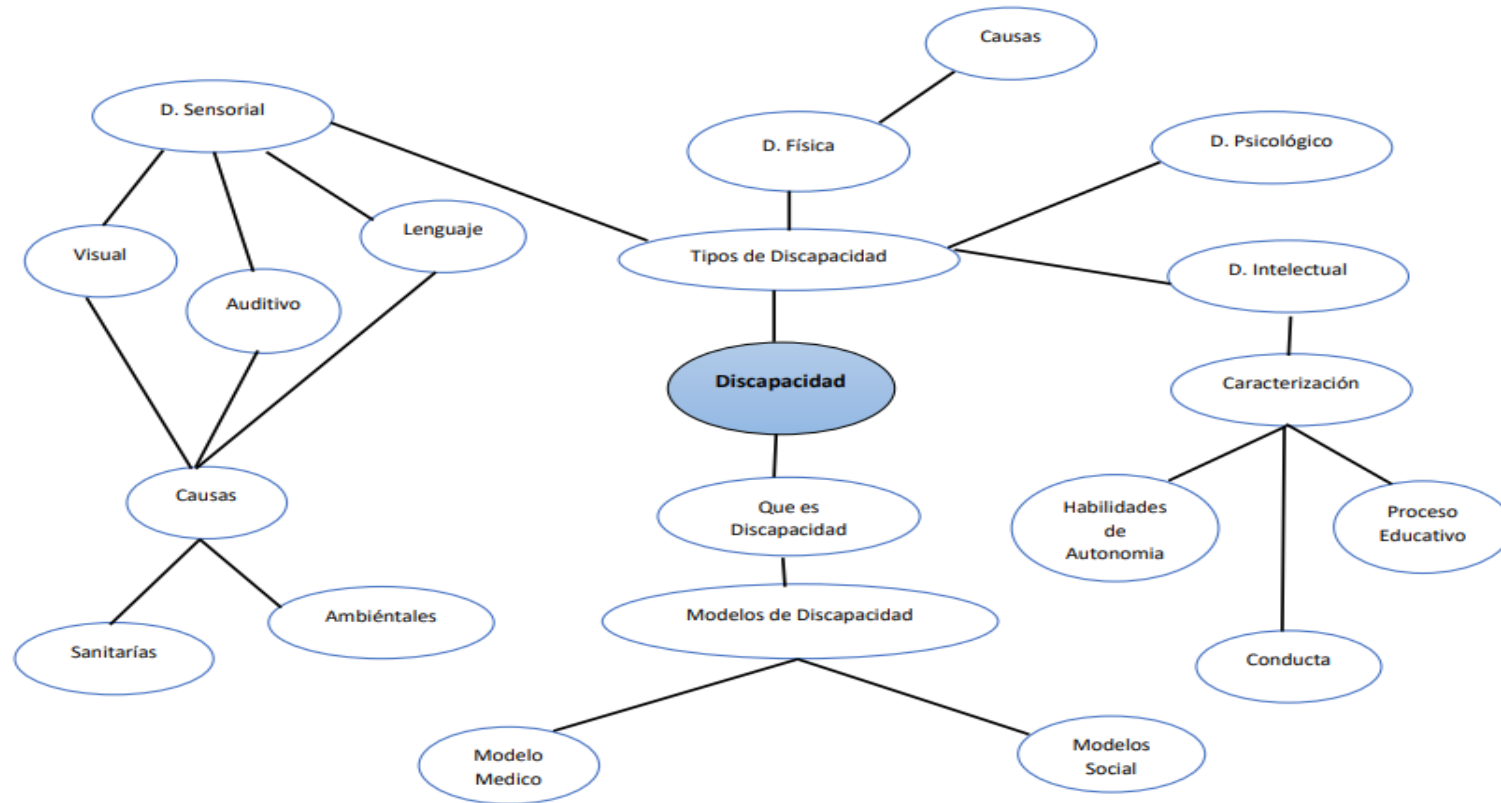 Causas
D. Sensorial
D. Física
D. Psicológico
Lenguaje
Visual
Tipos de Discapacidad
D. Intelectual
Auditivo
Discapacidad
Caracterización
Causas
Que es
Discapacidad
Habilidades
de
Autonomia
Proceso
Educativo
Ambiéntales
Modelos de Discapacidad
Sanitarías
Conducta
Modelo
Medico
Modelos
Social